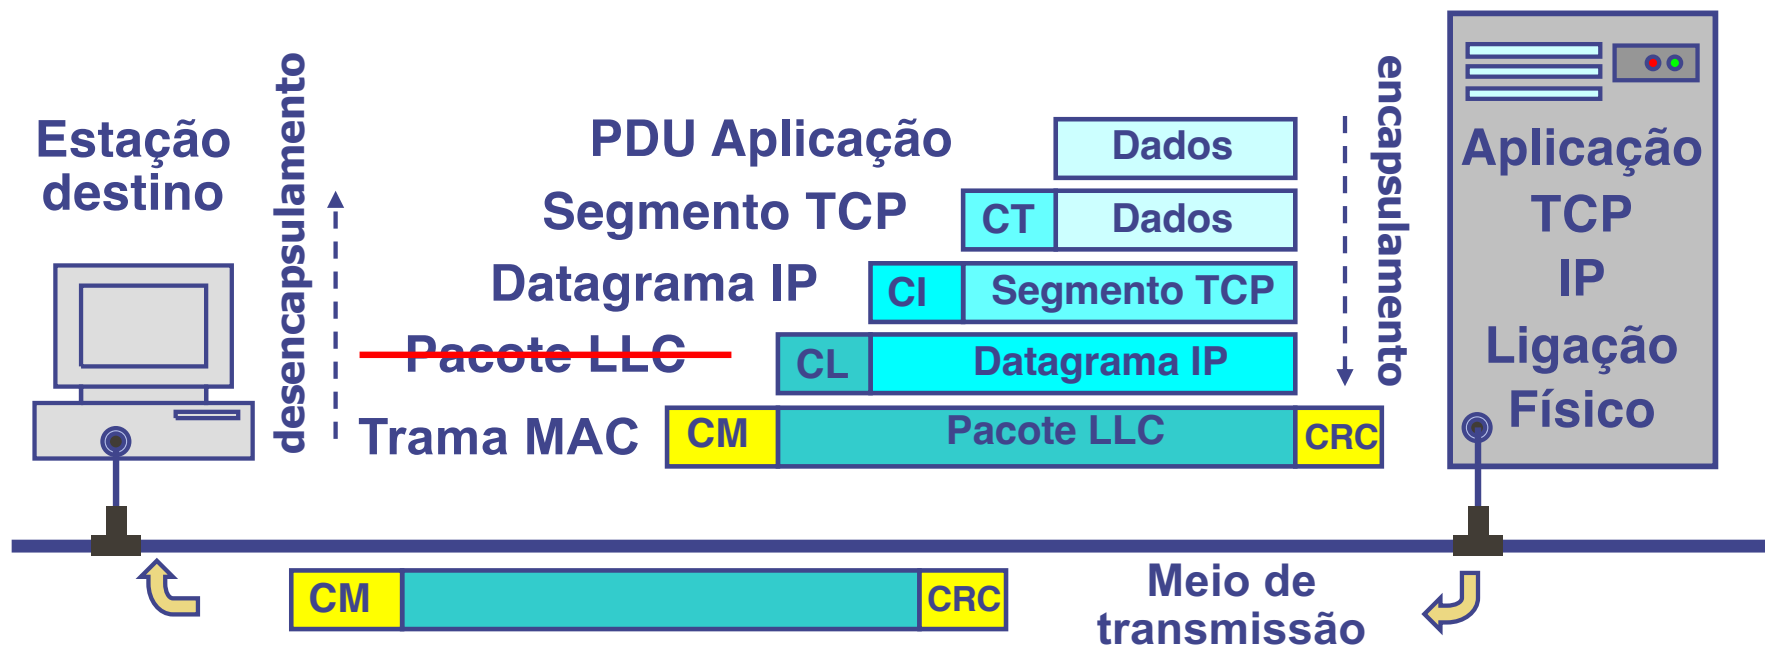 Estação
destino
desencapsulamento
PDU Aplicação
Dados
Segmento TCP
CT
Dados
Datagrama IP
CI
Segmento TCP
Pacote LLC
CL
Datagrama IP
Trama MAC
CM
Pacote LLC
CRC
encapsulamento
Aplicação
TCP
IP
Ligação
Físico
CM
CRC
Meio de
transmissão